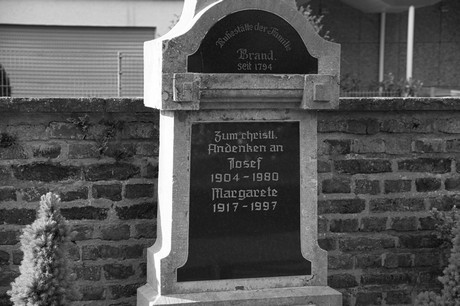 Ruhestätte der Familie
Brand.
Seit 1794
Zum christl.
Andenken an
Josef
1904 - 1980
Margarete
1917 - 1997